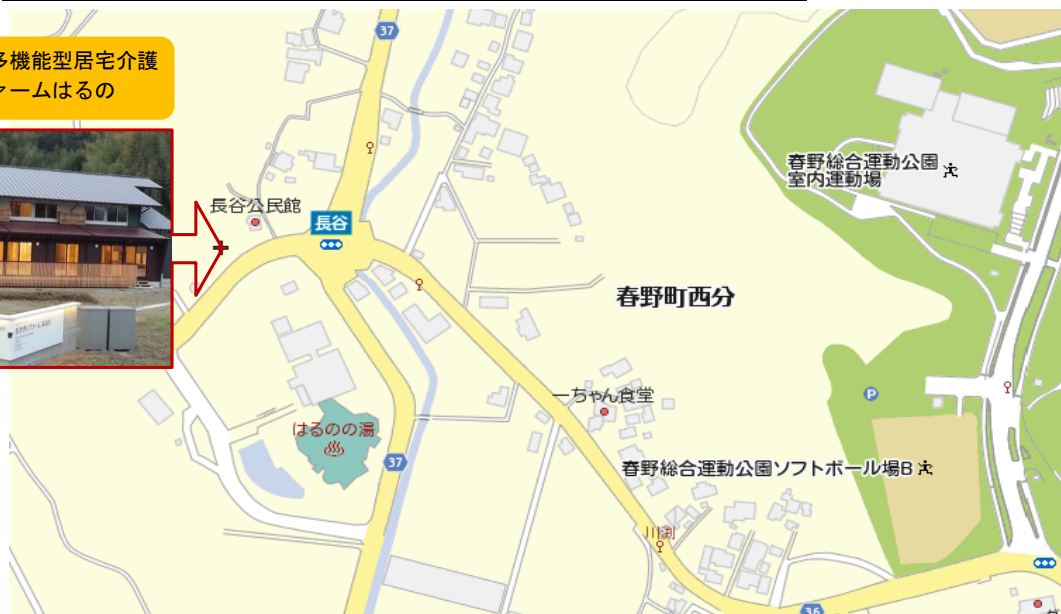 多機能型居宅介護
ァームはるの
37
長谷公民館
長谷
春野総合運動公園
室内運動場
春野町西分
P
一ちゃん食堂
はるのの湯
37
春野総合運動公園ソフトボール場B
川渕
36